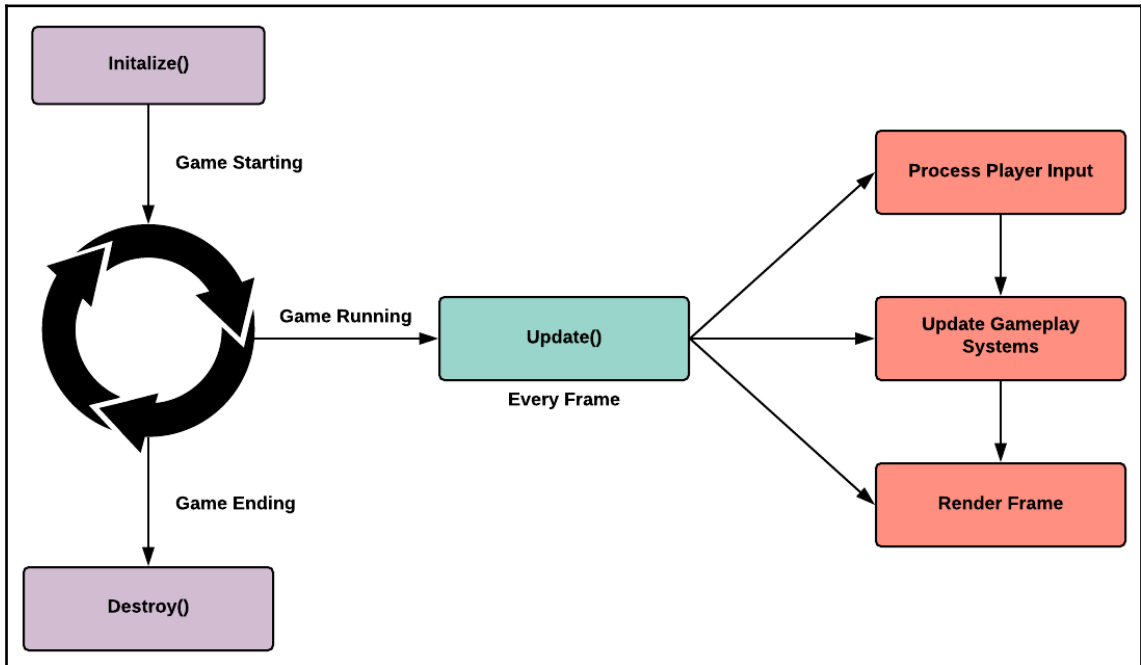 Initalize()
Game Starting
Game Running
Update()
Every Frame
Process Player Input
Update Gameplay
Systems
Render Frame
Game Ending
Destroy()